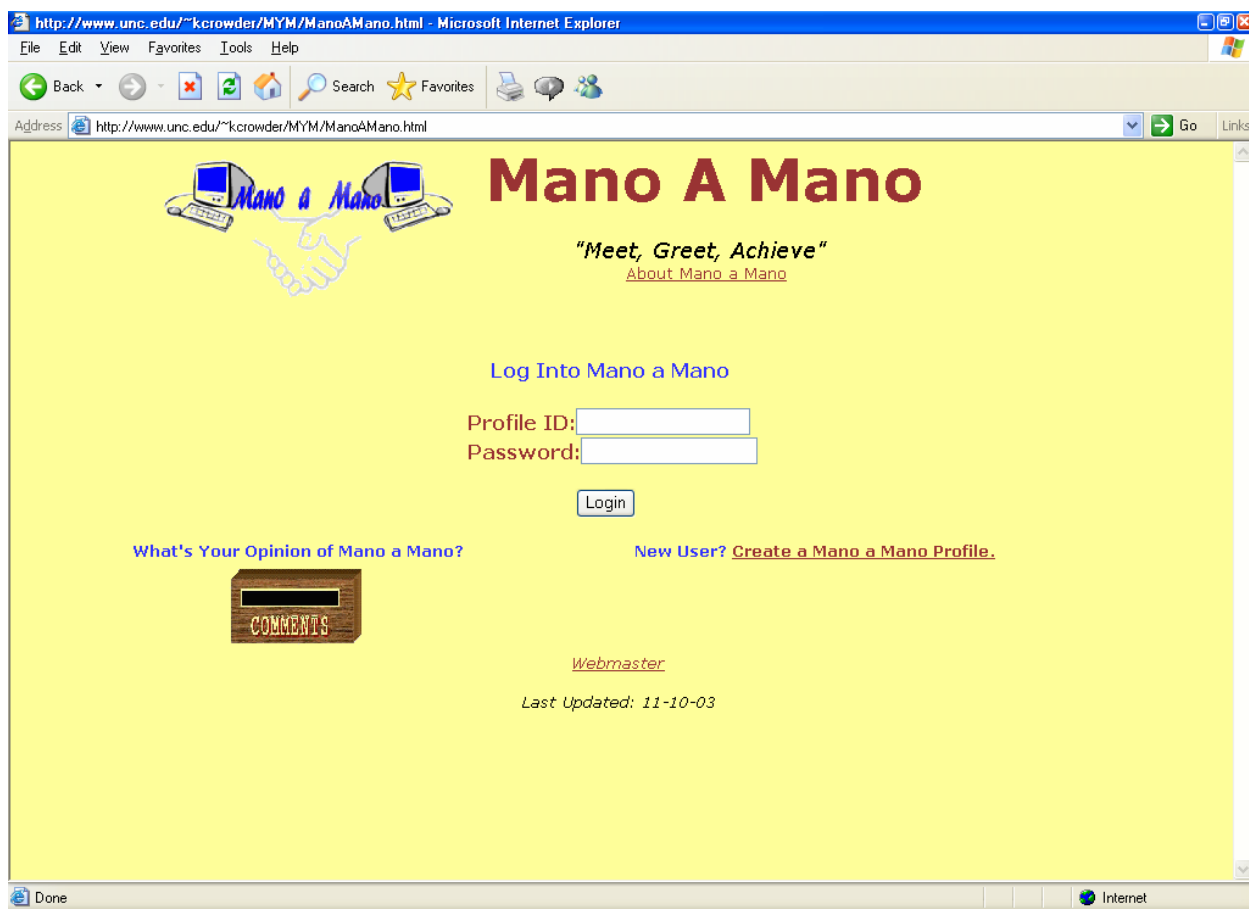 http://www.unc.edu/~kcrowder/MYM/ManoAMano.html - Microsoft Internet Explorer
File Edit View Favorites Tools Help
Back Search Favorites
Address http://www.unc.edu/~kcrowder/MYM/ManoAMano.html Go Links
Mano a Mano
Mano A Mano
"Meet, Greet, Achieve"
About Mano a Mano
Log Into Mano a Mano
Profile ID:
Password:
Login
What's Your Opinion of Mano a Mano? New User? Create a Mano a Mano Profile.
COMMENTS
Webmaster
Last Updated: 11-10-03
Done Internet